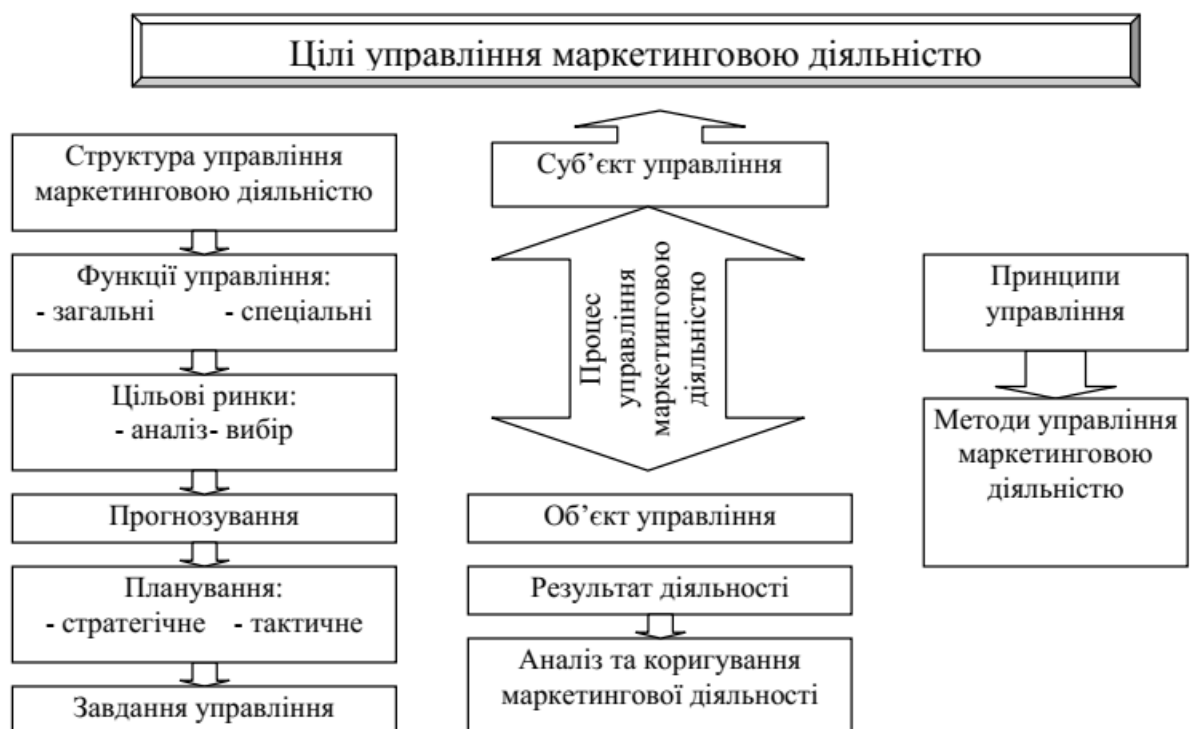 Цілі управління маркетинговою діяльністю
Структура управління
маркетинговою діяльністю
Функції управління:
- загальні - спеціальні
Цільові ринки:
- аналіз- вибір
Прогнозування
Планування:
- стратегічне - тактичне
Завдання управління
Суб’єкт управління
Процес
управління
маркетинговою
діяльністю
Об’єкт управління
Результат діяльності
Аналіз та коригування
маркетингової діяльності
Принципи
управління
Методи управління
маркетинговою
діяльністю